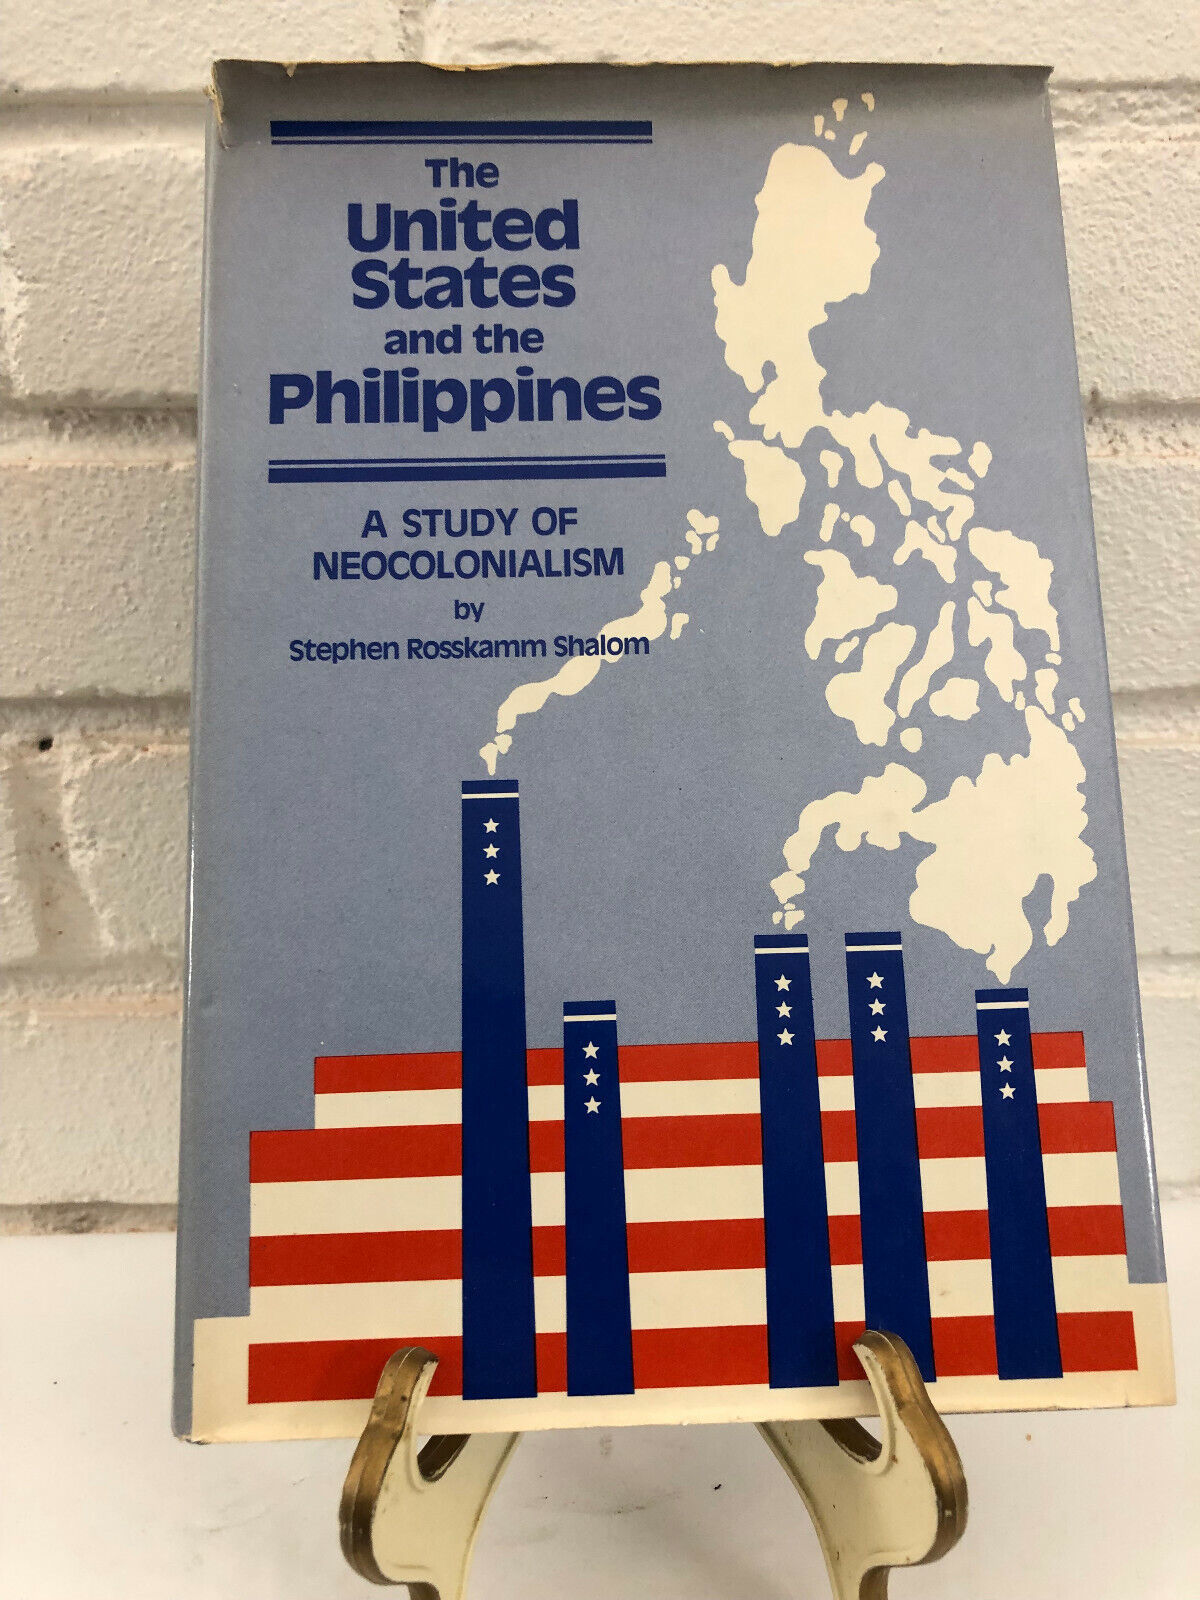 The
United
States
and the
Philippines
A STUDY OF
NEOCOLONIALISM
by
Stephen Rosskamm Shalom